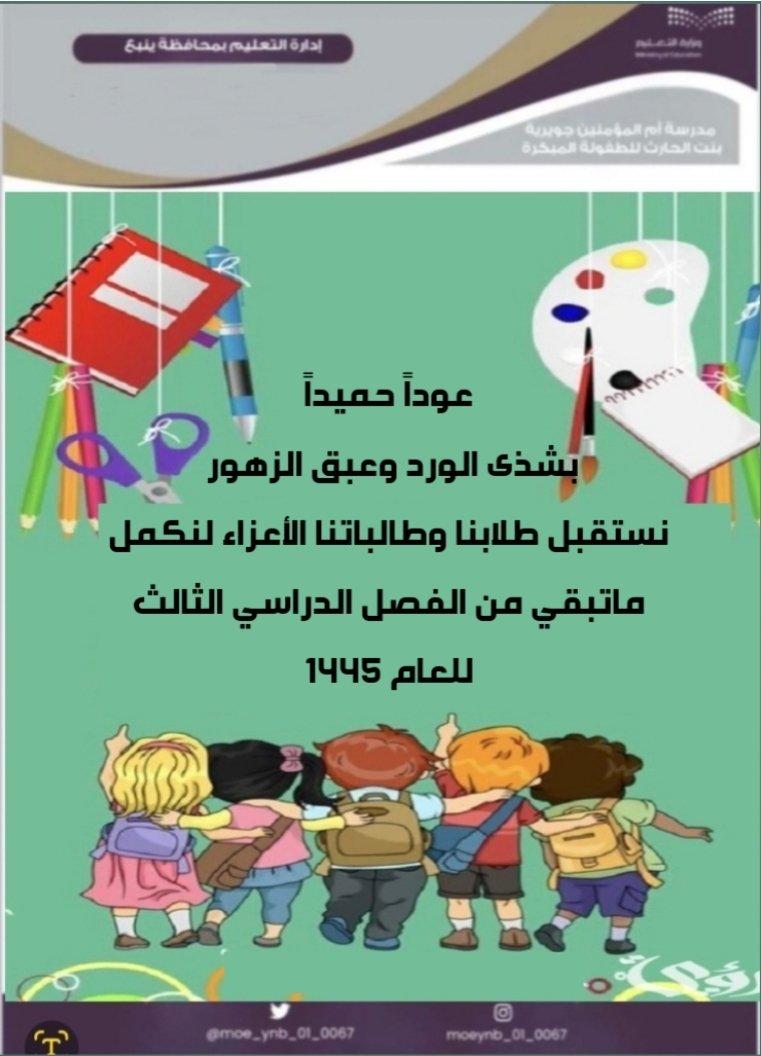 وزارة التعليم
Ministry of Education
إدارة التعليم بمحافظة ينبع
مدرسة أم المؤمنين جويرية
بنت الحارث للطفولة المبكرة
عوداً حميداً
بشذى الورد وعبق الزهور
نستقبل طلابنا وطالباتنا الأعزاء لنكمل
ماتبقي من الفصل الدراسي الثالث
للعام 1445
@moe_ynb_01_0067
moeynb_01_0067
T